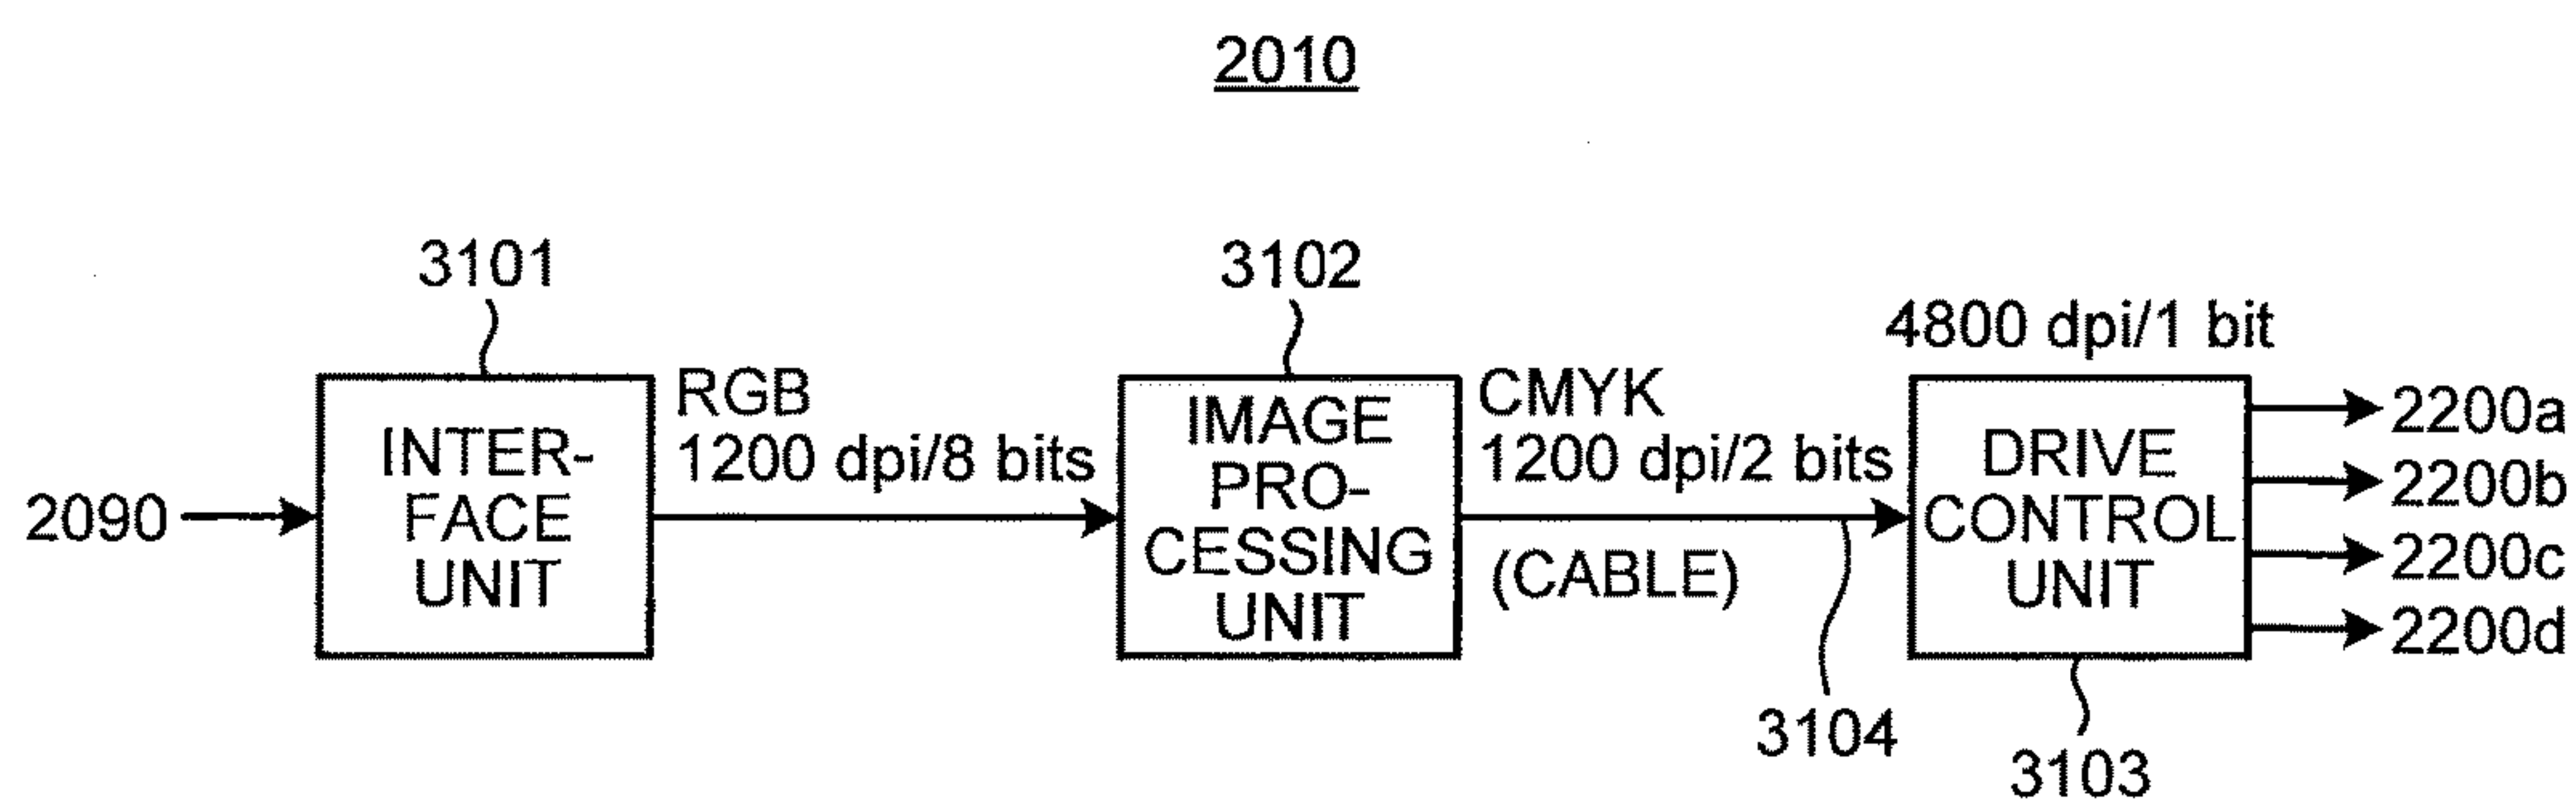 2010
3101
3102
4800 dpi/1 bit
RGB
1200 dpi/8 bits
CMYK
1200 dpi/2 bits
(CABLE)
2090
INTER-
FACE
UNIT
IMAGE
PRO-
CESSING
UNIT
DRIVE
CONTROL
UNIT
2200a
2200b
2200c
2200d
3104
3103